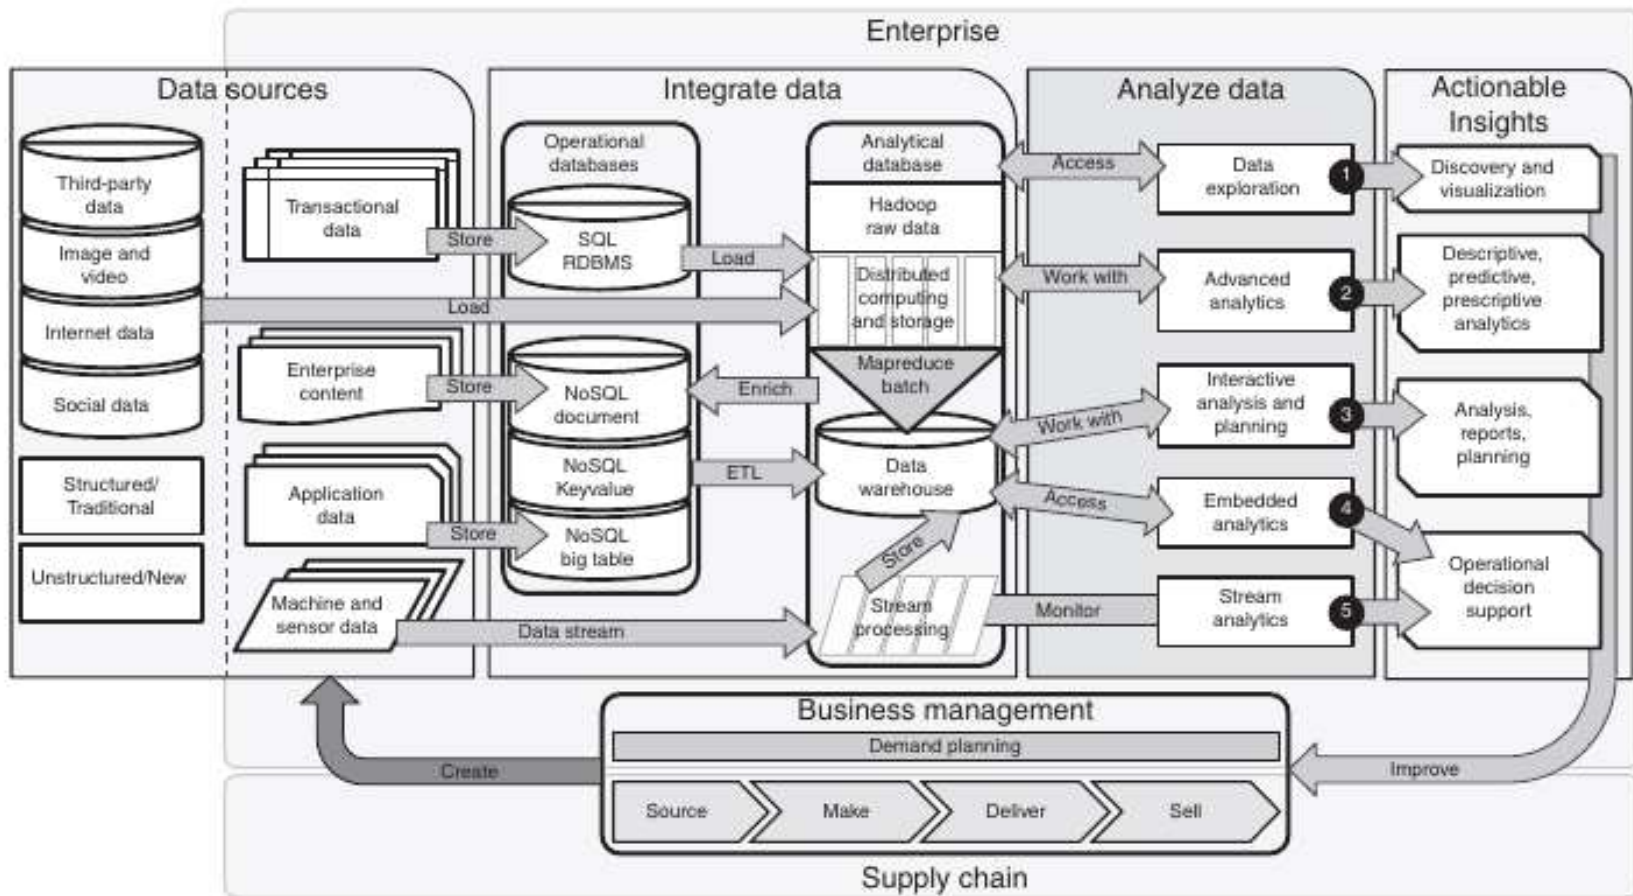 Enterprise
Data sources
Third-party
data
Image and
video
Internet data
Social data
Structured/
Traditional
Unstructured/New
Transactional
data
Enterprise
content
Application
data
Machine and
sensor data
Store
Load
Store
Store
Data stream
Integrate data
Operational
databases
SQL
RDBMS
NoSQL
document
NoSQL
Keyvalue
NoSQL
big table
Load
Enrich
ETL
Analytical
database
Hadoop
raw data
Distributed
computing
and storage
Mapreduce
batch
Data
warehouse
Store
Stream
processing
Access
Work with
Work with
Access
Monitor
Analyze data
Data
exploration
1
Advanced
analytics
2
Interactive
analysis and
planning
3
Embedded
analytics
4
Stream
analytics
5
Actionable
Insights
Discovery and
visualization
Descriptive,
predictive,
prescriptive
analytics
Analysis,
reports,
planning
Operational
decision
support
Business management
Demand planning
Create
Improve
Source
Make
Deliver
Sell
Supply chain